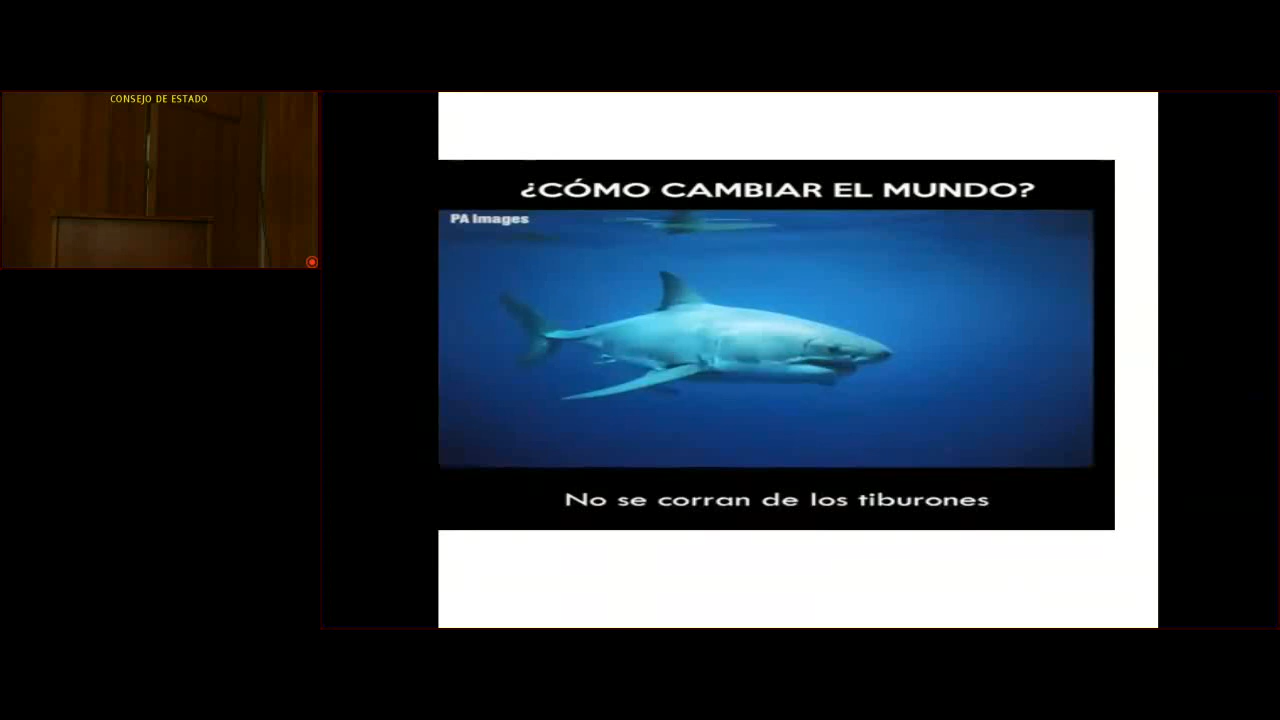 CONSEJO DE ESTADO
¿CÓMO CAMBIAR EL MUNDO?
PA Images
No se corran de los tiburones